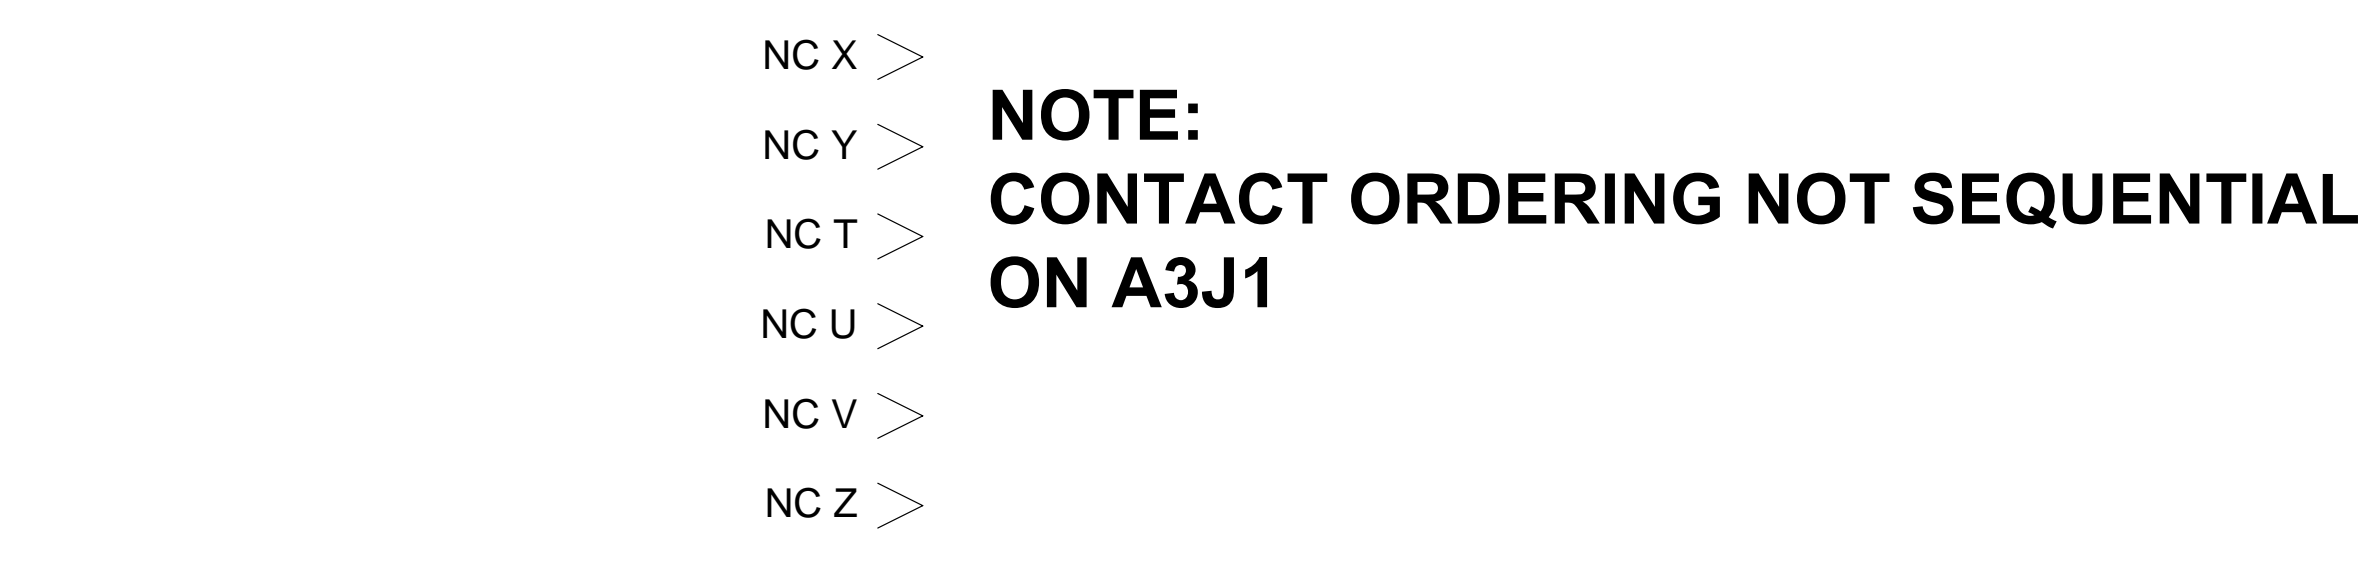 NC X
NC Y
NC T
NC U
NC V
NC Z
NOTE:
CONTACT ORDERING NOT SEQUENTIAL
ON A3J1